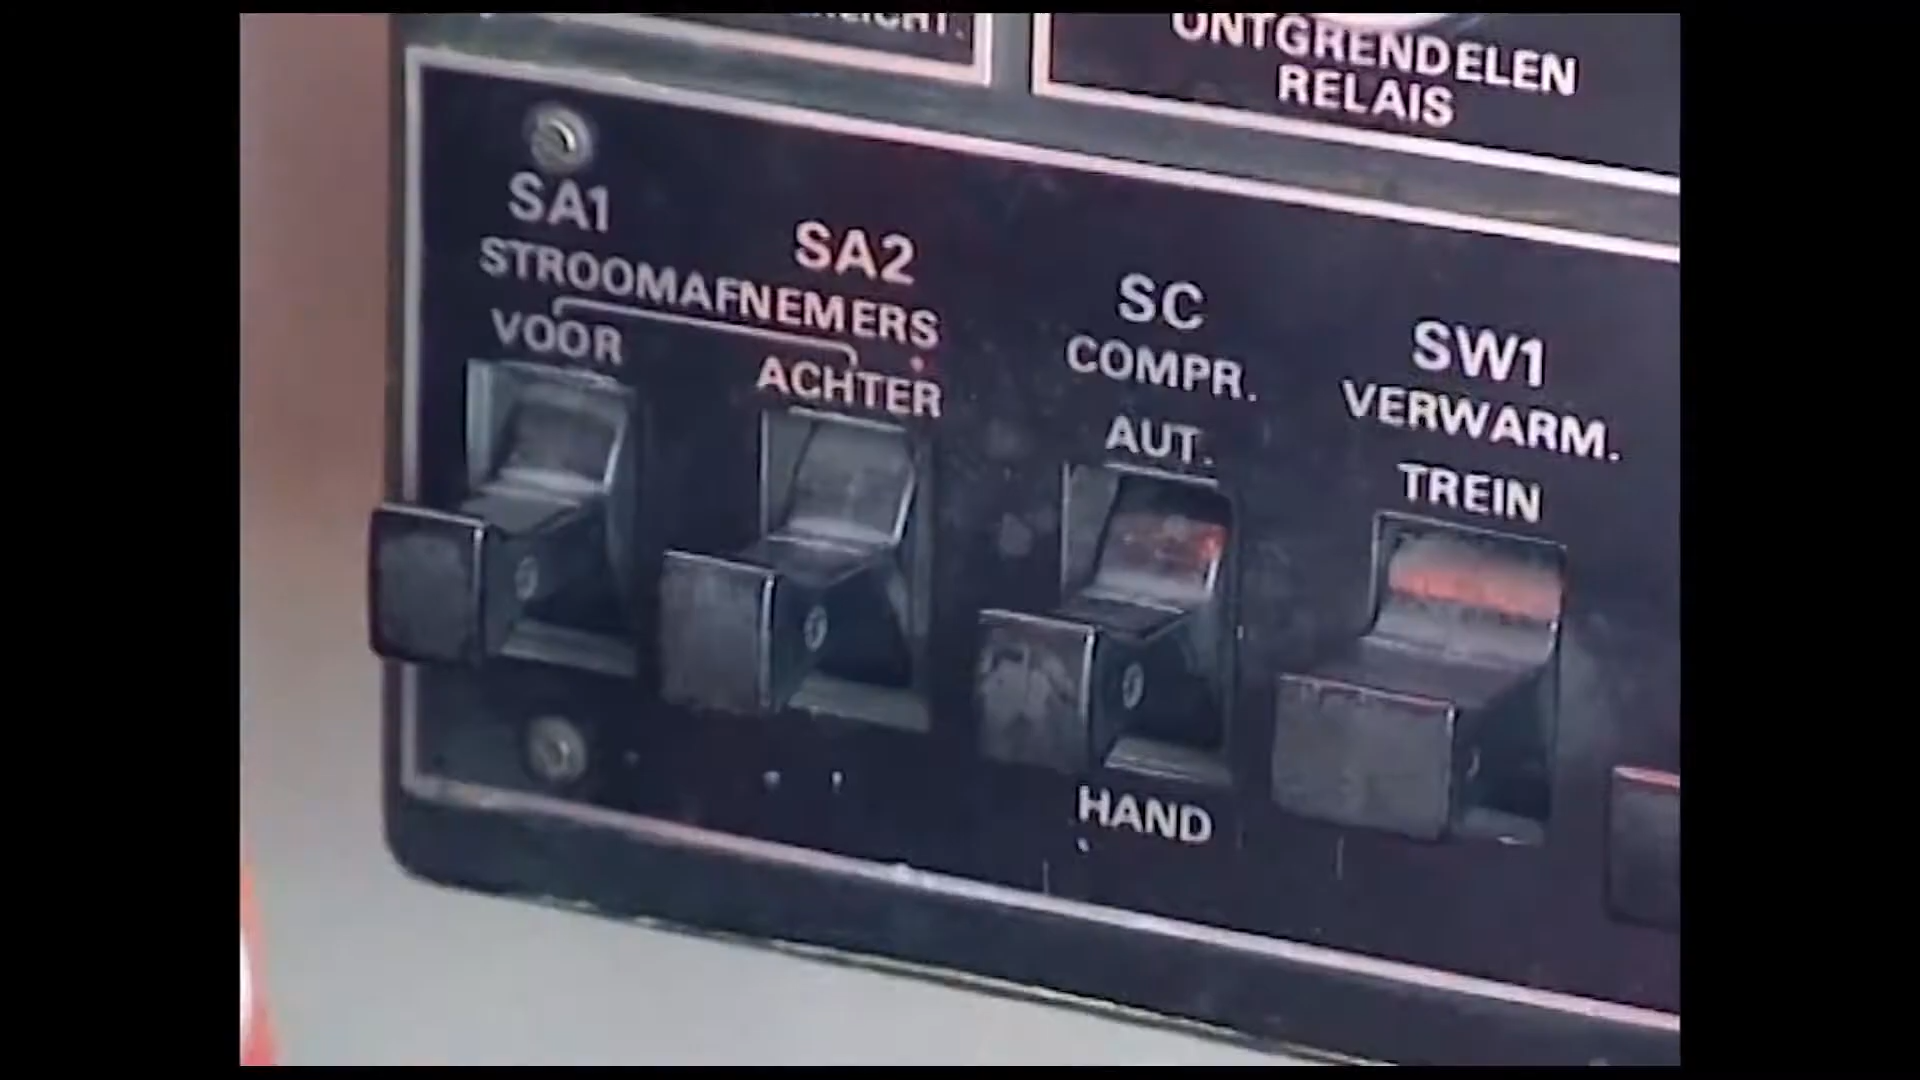 ONTGRENDELEN
RELAIS
SA1
SA2
STROOMAFNEMERS
VOOR
ACHTER
SC
COMPR.
AUT.
HAND
SW1
VERWARM.
TREIN